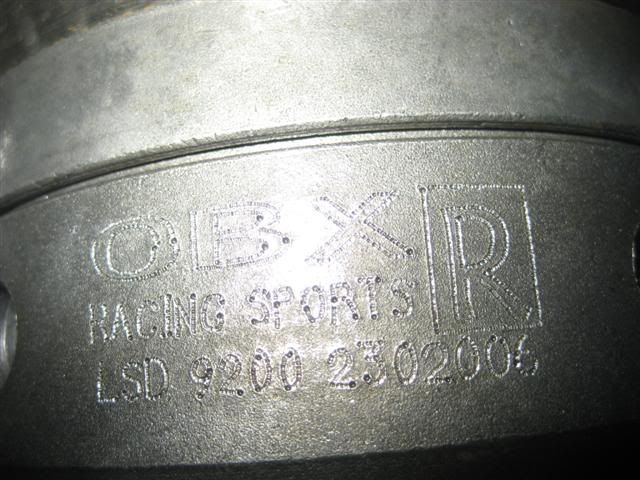 OBX R
RACING SPORTS
LSD 9200 2302006